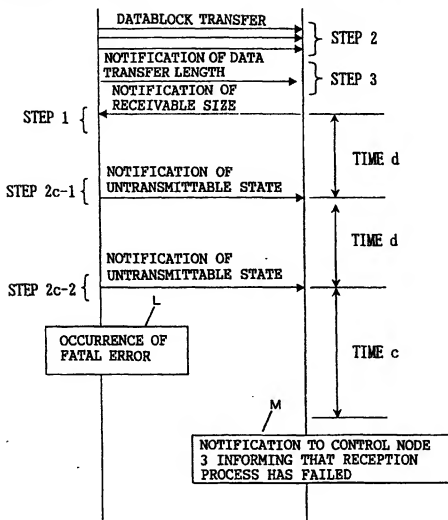 DATABLOCK TRANSFER
STEP 2
NOTIFICATION OF DATA
TRANSFER LENGTH
STEP 3
NOTIFICATION OF
RECEIVABLE SIZE
STEP 1
TIME d
NOTIFICATION OF
UNTRANSMITTABLE STATE
STEP 2c-1
TIME d
NOTIFICATION OF
UNTRANSMITTABLE STATE
STEP 2c-2
L
OCCURRENCE OF
FATAL ERROR
TIME c
M
NOTIFICATION TO CONTROL NODE
3 INFORMING THAT RECEPTION
PROCESS HAS FAILED